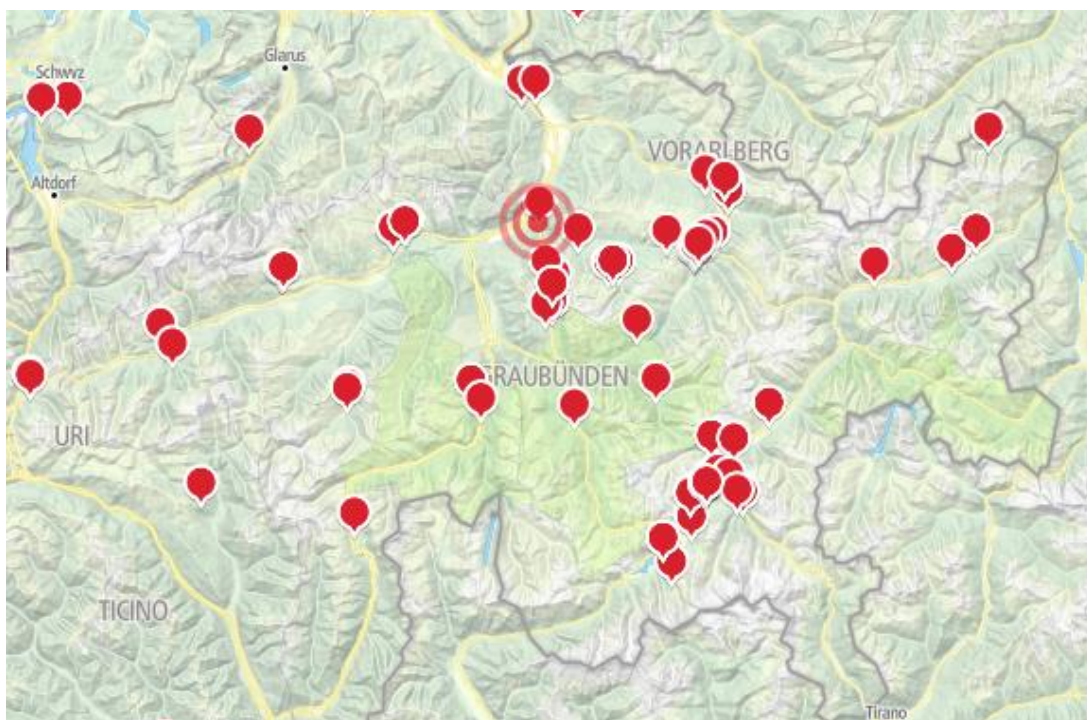 Glarus
Schwyz
VORARLBERG
Altdorf
GRAUBÜNDEN
URI
TICINO
Tirano